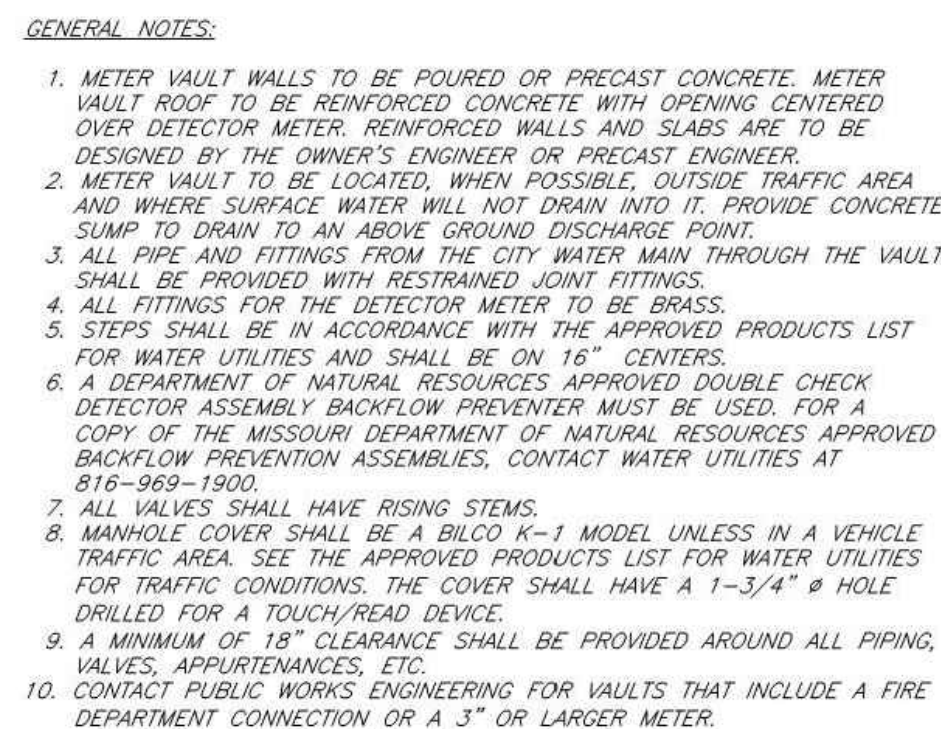 GENERAL NOTES:
1. METER VAULT WALLS TO BE POURED OR PRECAST CONCRETE. METER
VAULT ROOF TO BE REINFORCED CONCRETE WITH OPENING CENTERED
OVER DETECTOR METER. REINFORCED WALLS AND SLABS ARE TO BE
DESIGNED BY THE OWNER'S ENGINEER OR PRECAST ENGINEER.
2. METER VAULT TO BE LOCATED, WHEN POSSIBLE, OUTSIDE TRAFFIC AREA
AND WHERE SURFACE WATER WILL NOT DRAIN INTO IT. PROVIDE CONCRETE
SUMP TO DRAIN TO AN ABOVE GROUND DISCHARGE POINT.
3. ALL PIPE AND FITTINGS FROM THE CITY WATER MAIN THROUGH THE VAULT
SHALL BE PROVIDED WITH RESTRAINED JOINT FITTINGS.
4. ALL FITTINGS FOR THE DETECTOR METER TO BE BRASS.
5. STEPS SHALL BE IN ACCORDANCE WITH THE APPROVED PRODUCTS LIST
FOR WATER UTILITIES AND SHALL BE ON 16" CENTERS.
6. A DEPARTMENT OF NATURAL RESOURCES APPROVED DOUBLE CHECK
DETECTOR ASSEMBLY BACKFLOW PREVENTER MUST BE USED. FOR A
COPY OF THE MISSOURI DEPARTMENT OF NATURAL RESOURCES APPROVED
BACKFLOW PREVENTION ASSEMBLIES, CONTACT WATER UTILITIES AT
816-969-1900.
7. ALL VALVES SHALL HAVE RISING STEMS.
8. MANHOLE COVER SHALL BE A BILCO K-1 MODEL UNLESS IN A VEHICLE
TRAFFIC AREA. SEE THE APPROVED PRODUCTS LIST FOR WATER UTILITIES
FOR TRAFFIC CONDITIONS. THE COVER SHALL HAVE A 1-3/4" ø HOLE
DRILLED FOR A TOUCH/READ DEVICE.
9. A MINIMUM OF 18" CLEARANCE SHALL BE PROVIDED AROUND ALL PIPING,
VALVES, APPURTENANCES, ETC.
10. CONTACT PUBLIC WORKS ENGINEERING FOR VAULTS THAT INCLUDE A FIRE
DEPARTMENT CONNECTION OR A 3" OR LARGER METER.